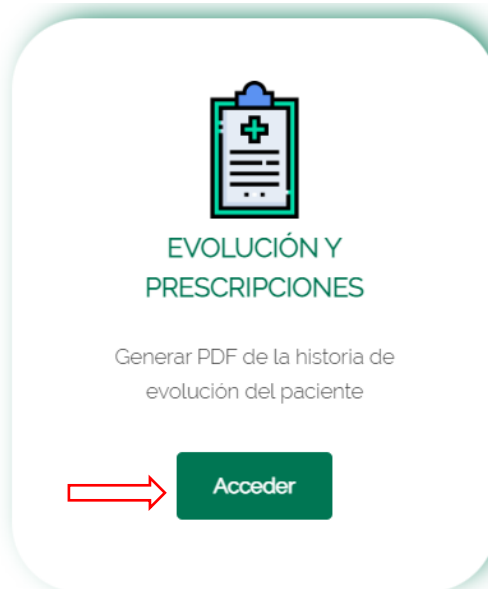 EVOLUCIÓN Y
PRESCRIPCIONES
Generar PDF de la historia de
evolución del paciente
Acceder